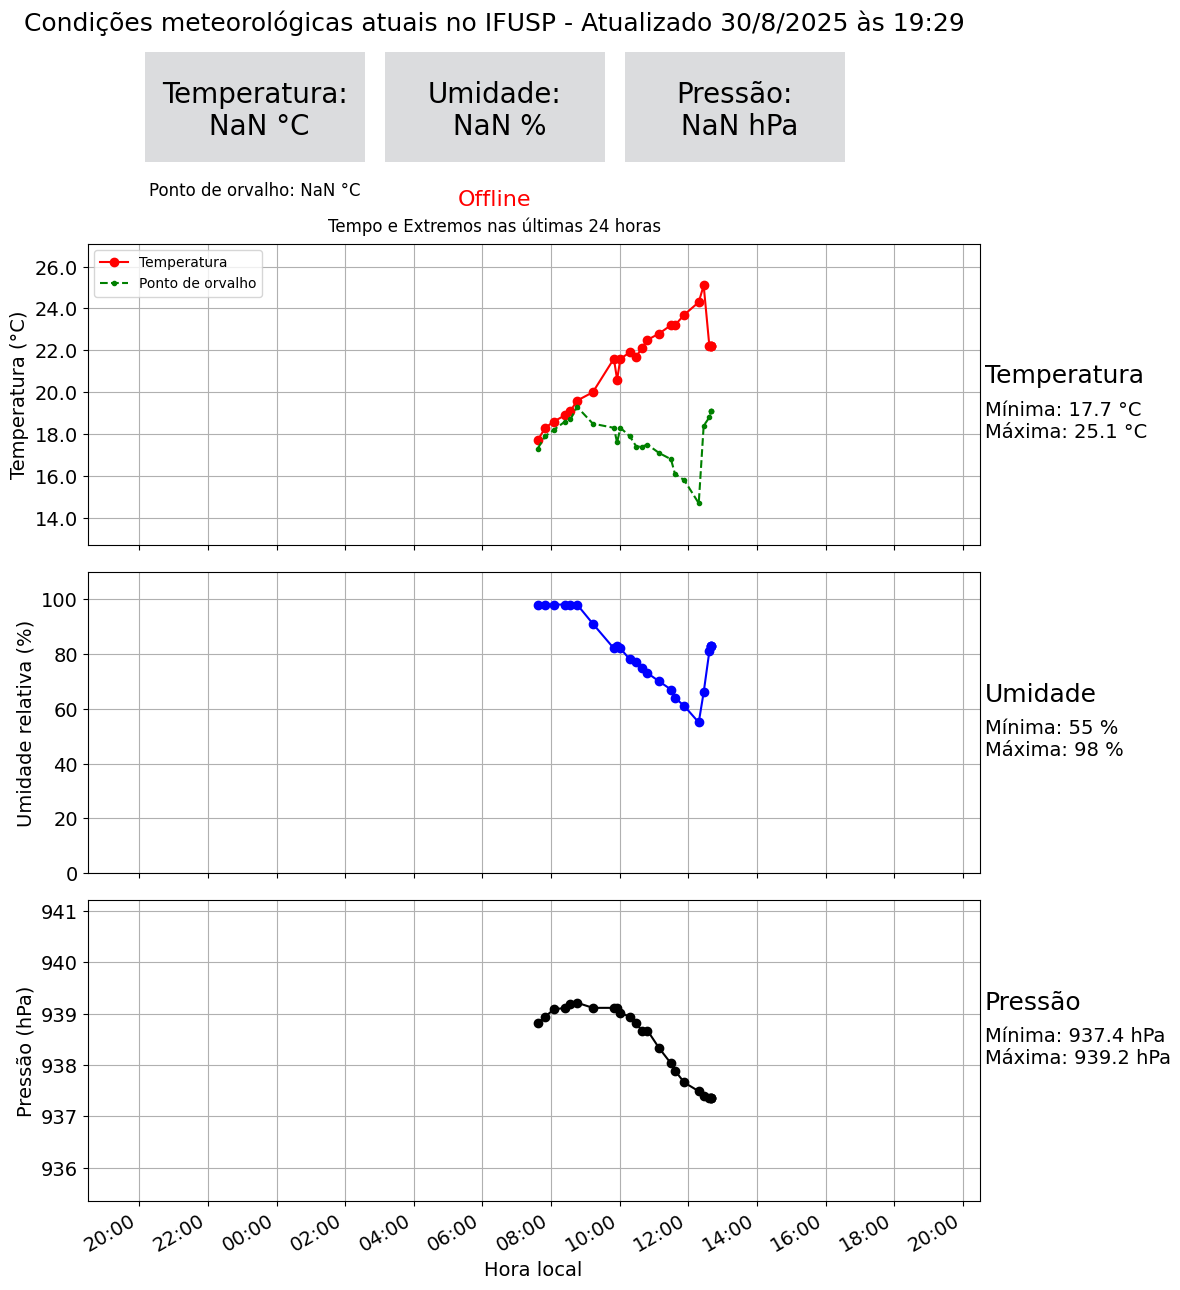 Condições meteorológicas atuais no IFUSP - Atualizado 30/8/2025 às 19:29
Temperatura:
NaN °C
Umidade:
NaN %
Pressão:
NaN hPa
Ponto de orvalho: NaN °C
Offline
Tempo e Extremos nas últimas 24 horas
Temperatura
Ponto de orvalho
Temperatura (°C)
26.0
24.0
22.0
20.0
18.0
16.0
14.0
Temperatura
Mínima: 17.7 °C
Máxima: 25.1 °C
Umidade relativa (%)
100
80
60
40
20
0
Umidade
Mínima: 55 %
Máxima: 98 %
Pressão (hPa)
941
940
939
938
937
936
Pressão
Mínima: 937.4 hPa
Máxima: 939.2 hPa
20:00 22:00 00:00 02:00 04:00 06:00 08:00 10:00 12:00 14:00 16:00 18:00 20:00
Hora local